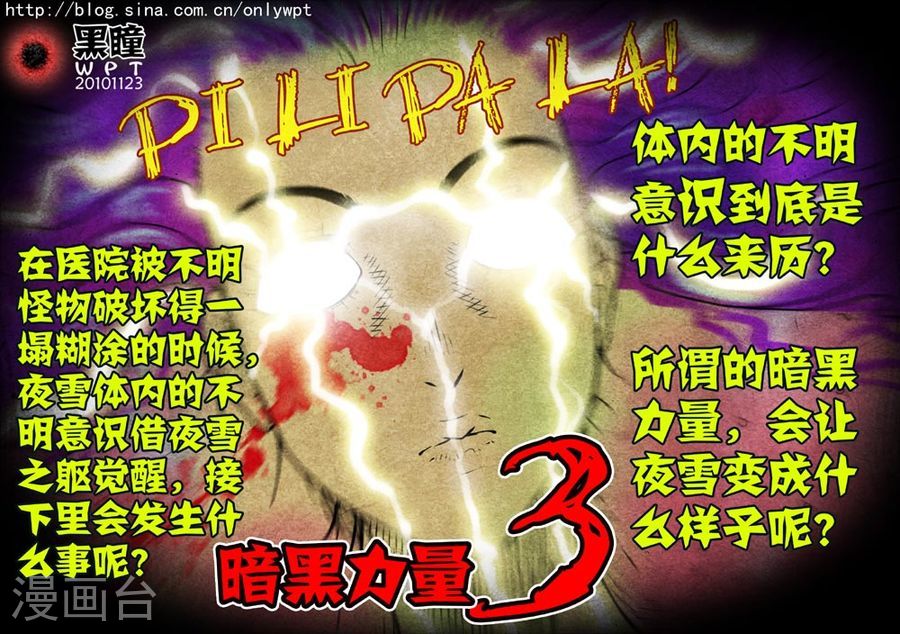 http://blog.sina.com.cn/onlywpt
黑瞳
WPT
20101123
PI LI PA LA!
体内的不明
意识到底是
什么来历?
在医院被不明
怪物破坏得一
塌糊涂的时候,
夜雪体内的不
明意识借夜雪
之躯觉醒，接
下里会发生什
么事呢?
所谓的暗黑
力量，会让
夜雪变成什
么样子呢?
暗黑力量 3
漫画台